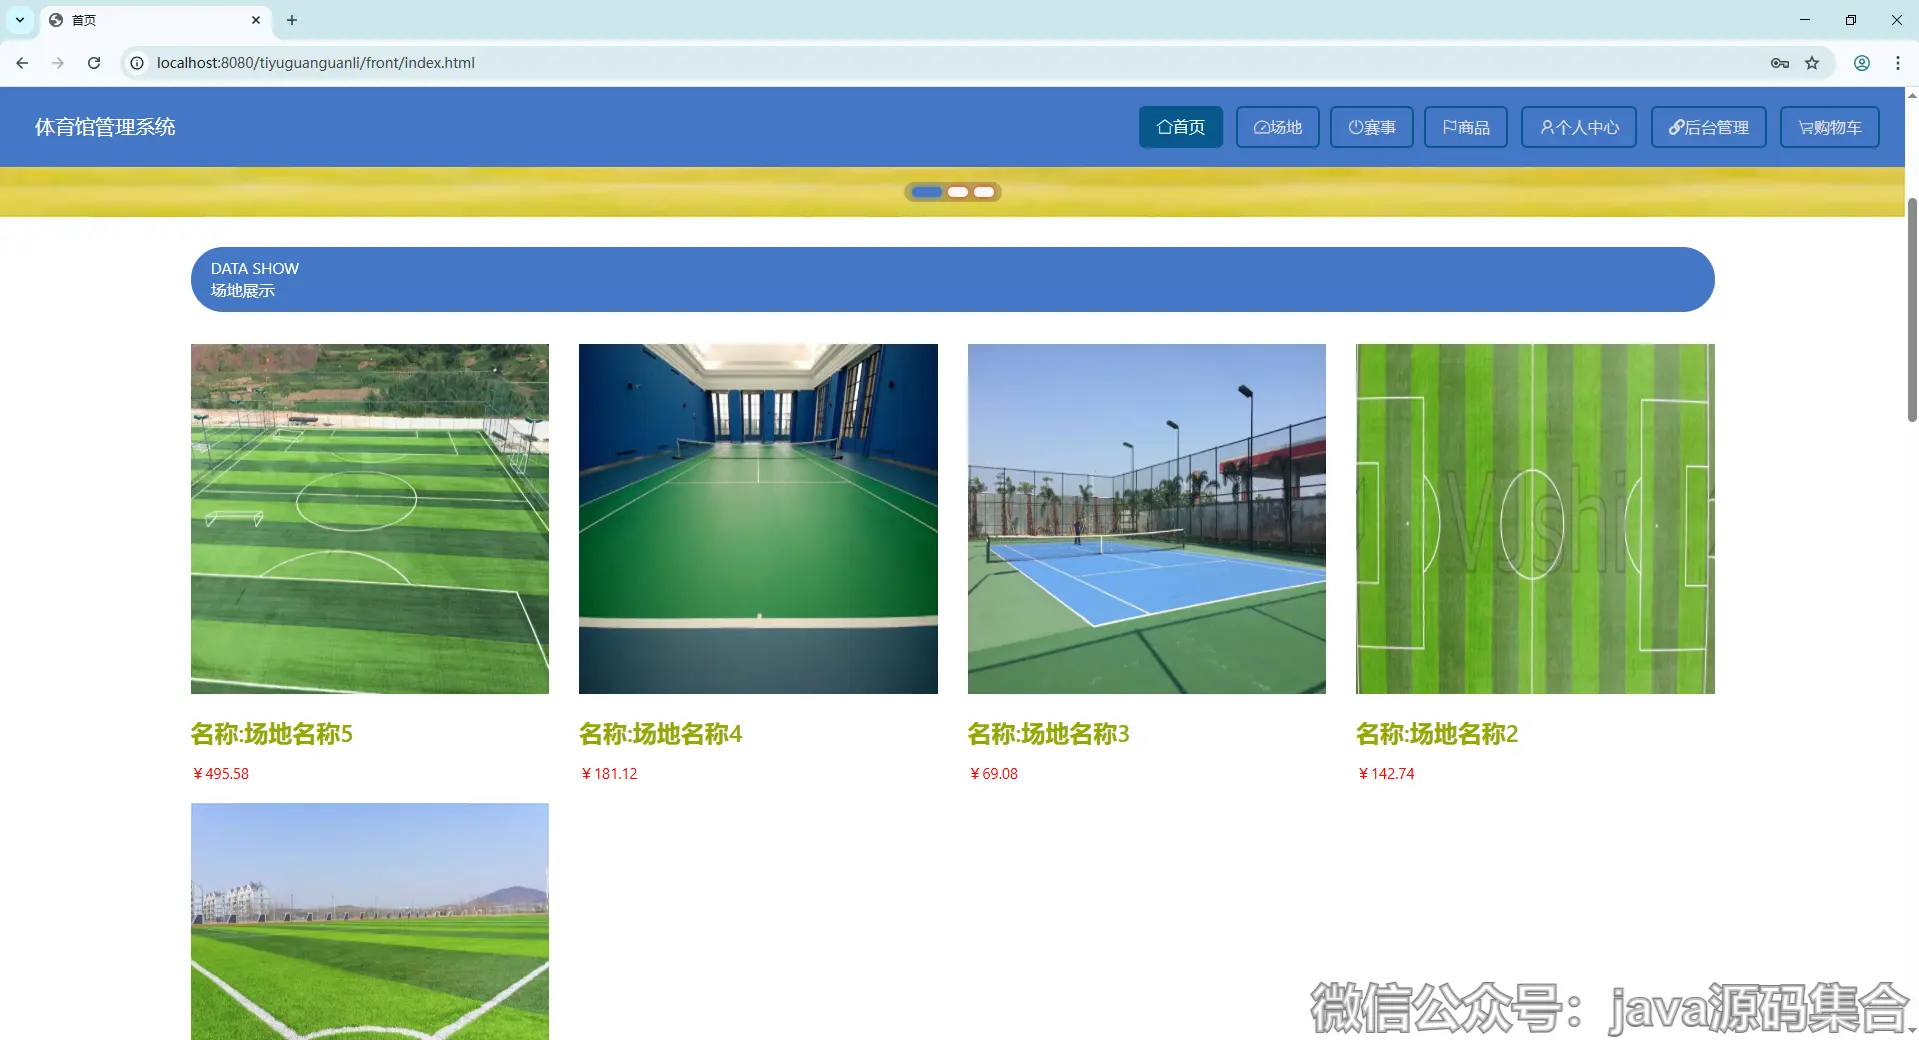 首页
localhost:8080/tiyuguanguanli/front/index.html
体育馆管理系统
首页 场地 赛事 商品 个人中心 后台管理 购物车
DATA SHOW
场地展示
VJshi
名称:场地名称5 名称:场地名称4 名称:场地名称3 名称:场地名称2
￥495.58 ￥181.12 ￥69.08 ￥142.74
微信公众号：java源码集合